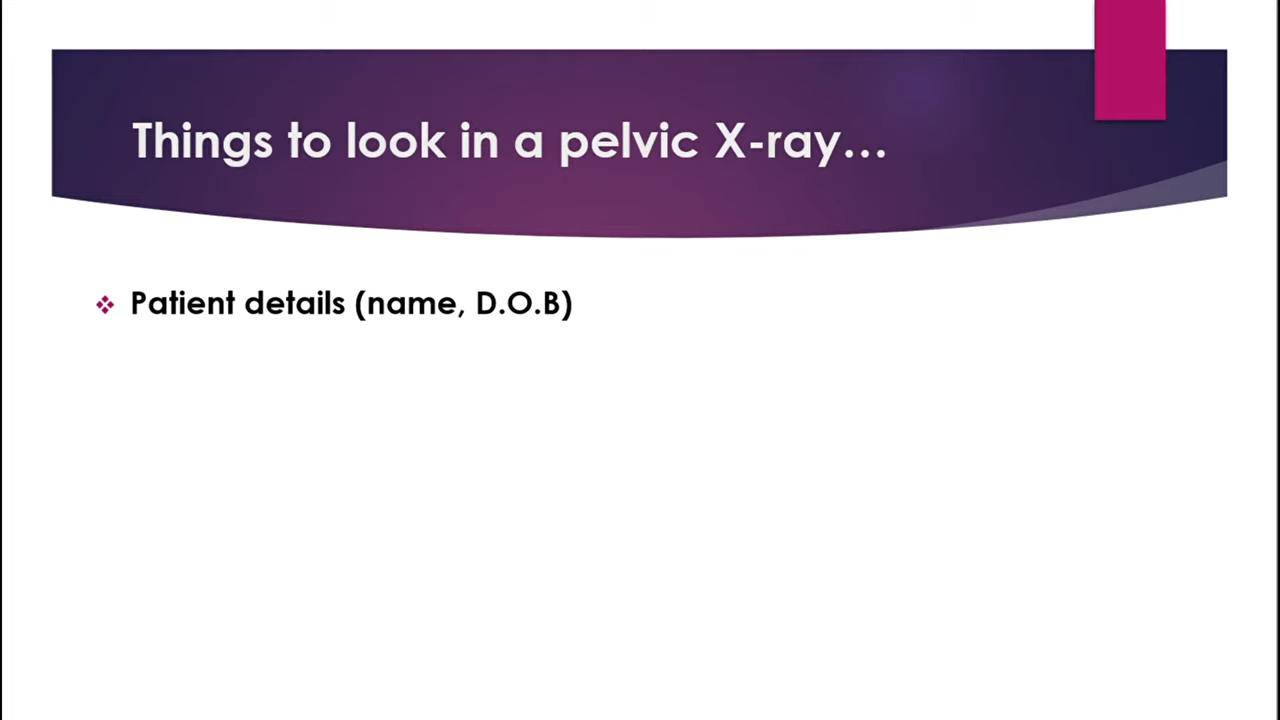 Things to look in a pelvic X-ray...
Patient details (name, D.O.B)